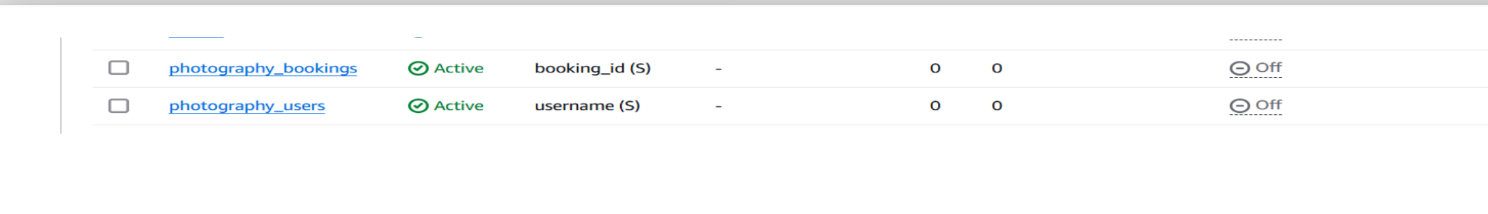 photography_bookings Active booking_id (S) - 0 0 Off
photography_users Active username (S) - 0 0 Off